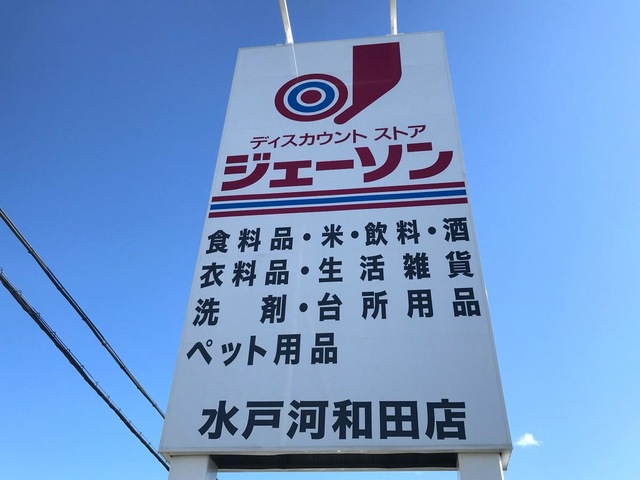 ディスカウント ストア
ジェーソン
食料品・米・飲料・酒
衣料品・生活雑貨
洗剤・台所用品
ペット用品
水戸河和田店